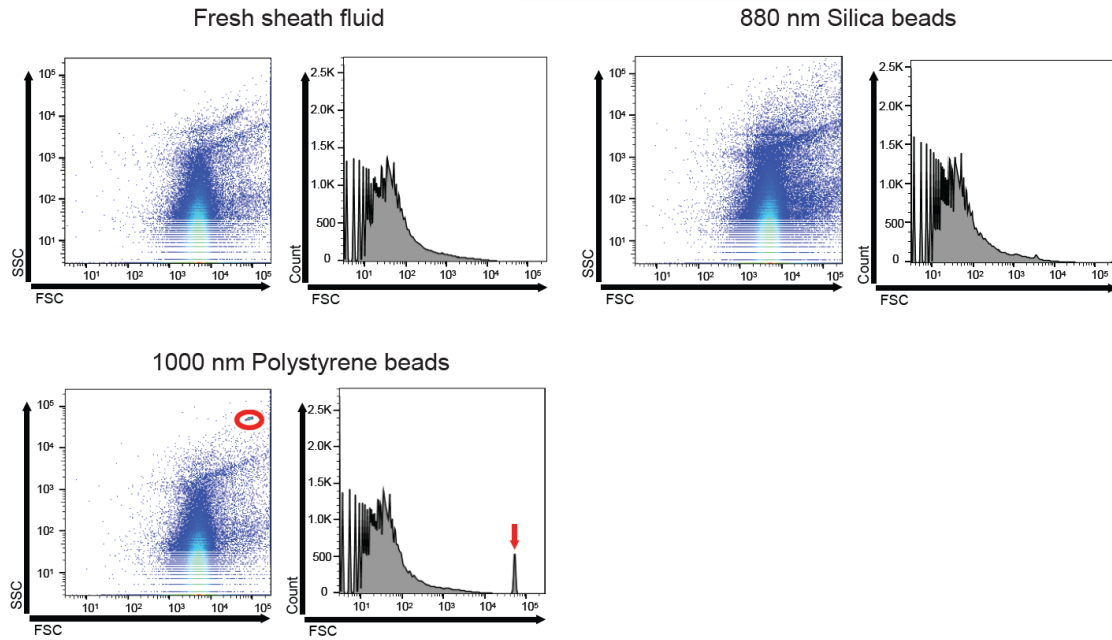 Fresh sheath fluid
880 nm Silica beads
10⁵
10⁴
10³
10²
10¹
SSC
10¹ 10² 10³ 10⁴ 10⁵
FSC
2.5K
2.0K
1.5K
1.0K
500
0
Count
10¹ 10² 10³ 10⁴ 10⁵
FSC
10⁵
10⁴
10³
10²
10¹
SSC
10¹ 10² 10³ 10⁴ 10⁵
FSC
2.5K
2.0K
1.5K
1.0K
500
0
Count
10¹ 10² 10³ 10⁴ 10⁵
FSC
1000 nm Polystyrene beads
10⁵
10⁴
10³
10²
10¹
SSC
10¹ 10² 10³ 10⁴ 10⁵
FSC
2.5K
2.0K
1.5K
1.0K
500
0
Count
10¹ 10² 10³ 10⁴ 10⁵
FSC